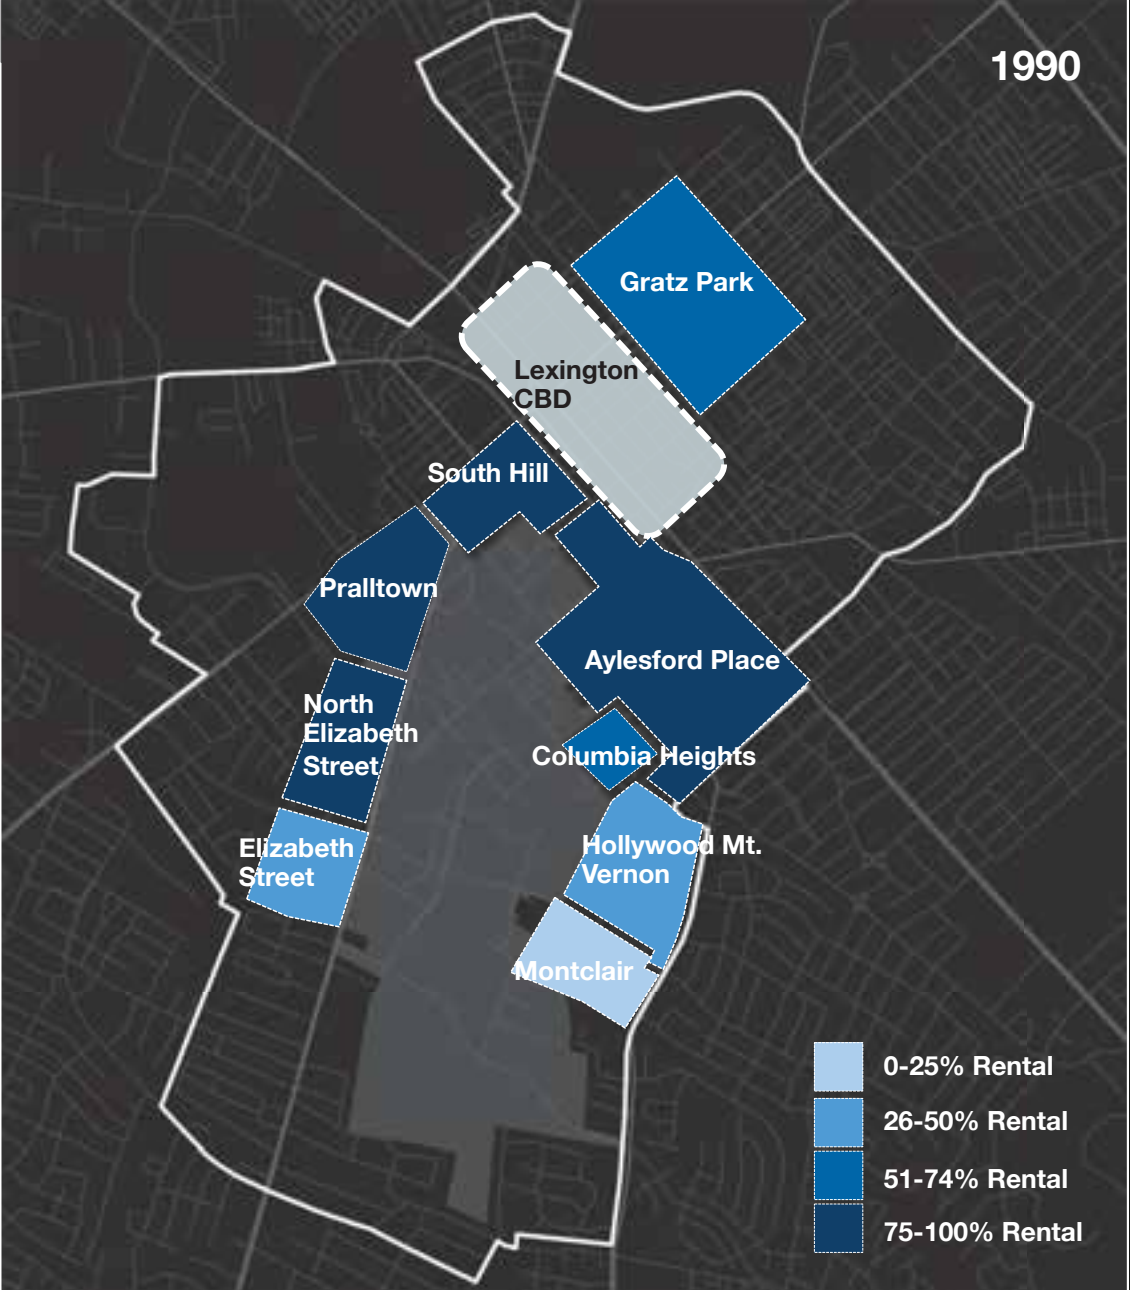 1990
Gratz Park
Lexington
CBD
South Hill
Pralltown
Aylesford Place
North
Elizabeth
Street
Columbia Heights
Elizabeth
Street
Hollywood Mt.
Vernon
Montclair
0-25% Rental
26-50% Rental
51-74% Rental
75-100% Rental